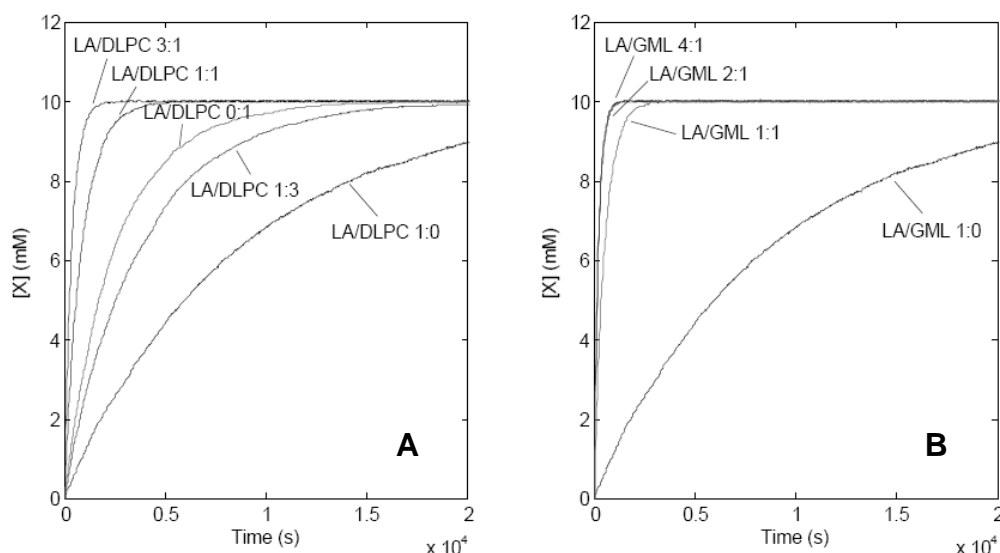 12
10
8
6
4
2
0
[X] (mM)
LA/DLPC 3:1
LA/DLPC 1:1
LA/DLPC 0:1
LA/DLPC 1:3
LA/DLPC 1:0
A
0
0.5
1
1.5
2
Time (s)
x 10⁴
12
10
8
6
4
2
0
[X] (mM)
LA/GML 4:1
LA/GML 2:1
LA/GML 1:1
LA/GML 1:0
B
0
0.5
1
1.5
2
Time (s)
x 10⁴